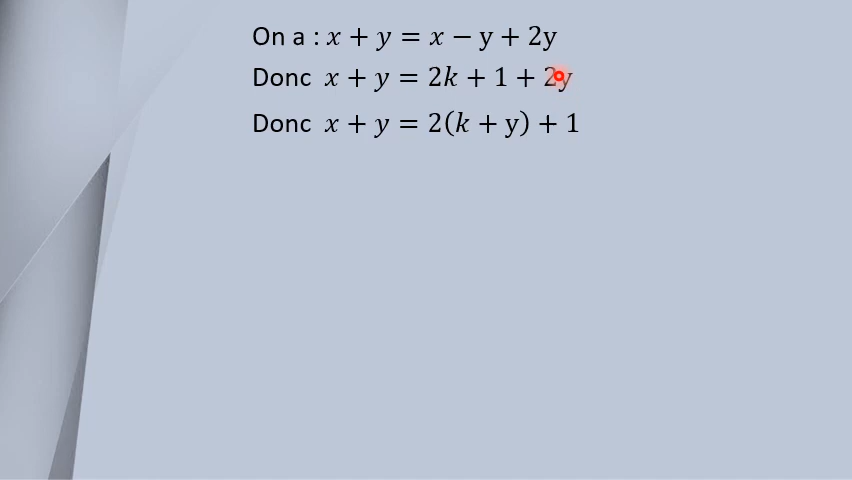 On a : x + y = x − y + 2y
Donc x + y = 2k + 1 + 2y
Donc x + y = 2(k + y) + 1